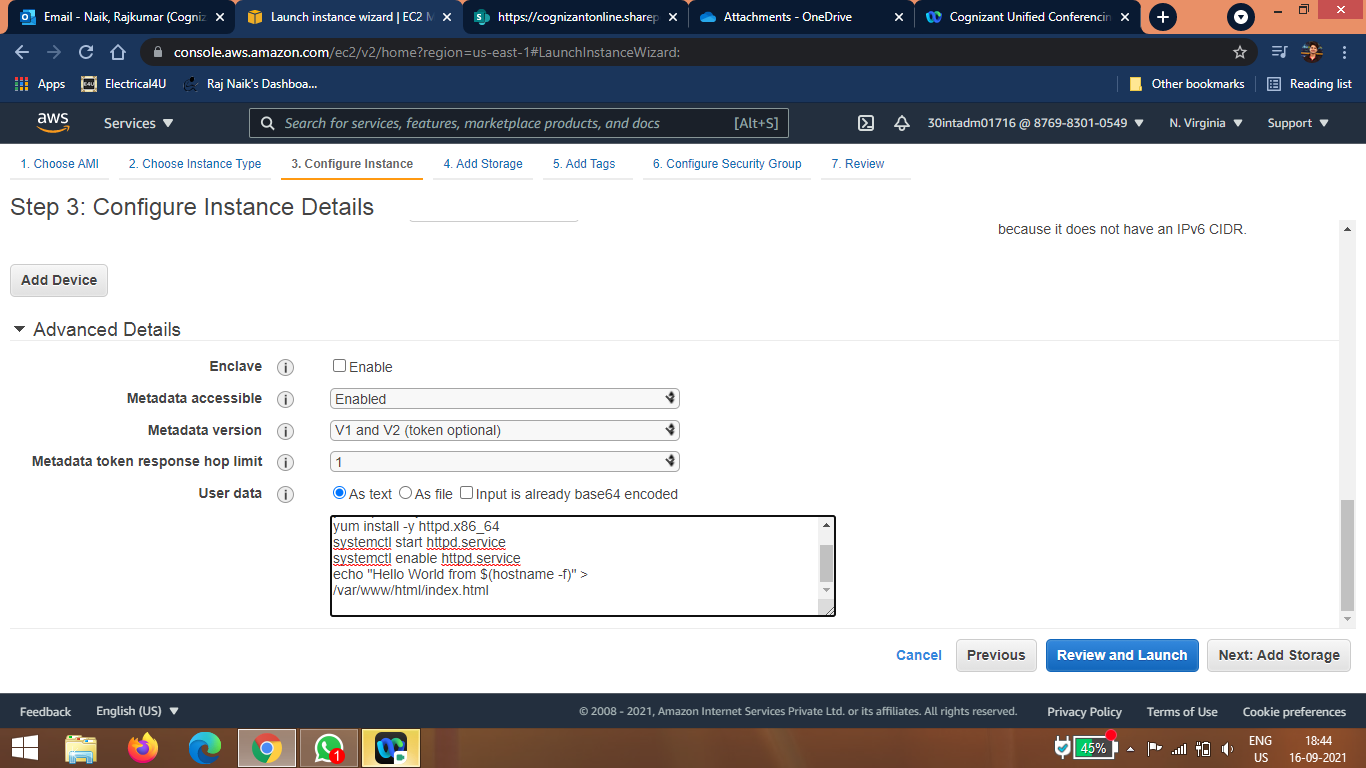 Email - Naik, Rajkumar (Cogniz
Launch instance wizard | EC2 M
https://cognizantonline.sharep
Attachments - OneDrive
Cognizant Unified Conferencin
console.aws.amazon.com/ec2/v2/home?region=us-east-1#LaunchInstanceWizard:
Apps
Electrical4U
Raj Naik's Dashboa...
Other bookmarks
Reading list
aws
Services
Search for services, features, marketplace products, and docs
[Alt+S]
30intadm01716 @ 8769-8301-0549
N. Virginia
Support
1. Choose AMI
2. Choose Instance Type
3. Configure Instance
4. Add Storage
5. Add Tags
6. Configure Security Group
7. Review
Step 3: Configure Instance Details
because it does not have an IPv6 CIDR.
Add Device
Advanced Details
Enclave
Enable
Metadata accessible
Enabled
Metadata version
V1 and V2 (token optional)
Metadata token response hop limit
1
User data
As text
As file
Input is already base64 encoded
yum install -y httpd.x86_64
systemctl start httpd.service
systemctl enable httpd.service
echo "Hello World from $(hostname -f)" >
/var/www/html/index.html
Cancel
Previous
Review and Launch
Next: Add Storage
Feedback
English (US)
© 2008 - 2021, Amazon Internet Services Private Ltd. or its affiliates. All rights reserved.
Privacy Policy
Terms of Use
Cookie preferences
1
45%
ENG
US
18:44
16-09-2021